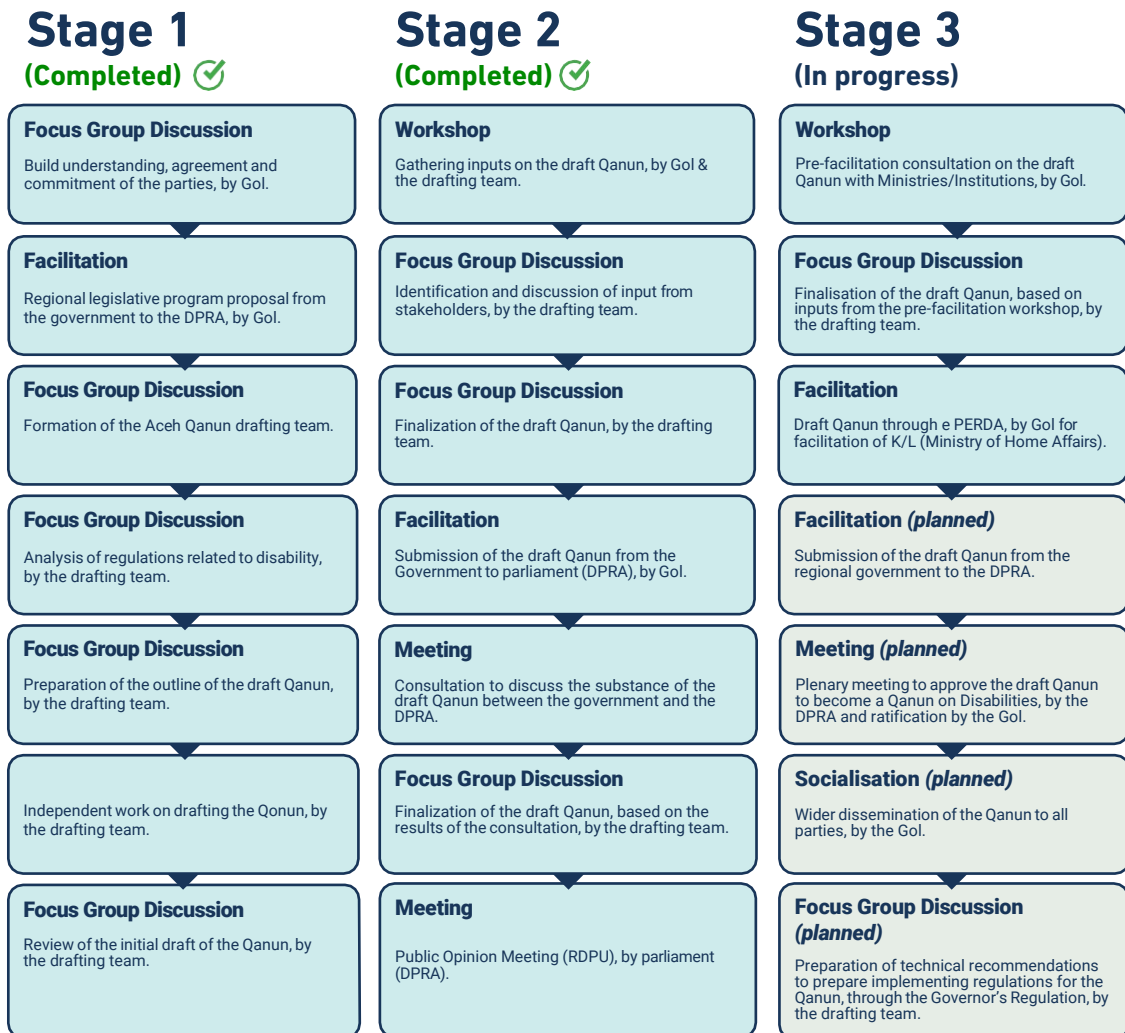 Stage 1
(Completed)
Focus Group Discussion
Build understanding, agreement and
commitment of the parties, by Gol.
Facilitation
Regional legislative program proposal from
the government to the DPRA, by Gol.
Focus Group Discussion
Formation of the Aceh Qanun drafting team.
Focus Group Discussion
Analysis of regulations related to disability,
by the drafting team.
Focus Group Discussion
Preparation of the outline of the draft Qanun,
by the drafting team.
Independent work on drafting the Qonun, by
the drafting team.
Focus Group Discussion
Review of the initial draft of the Qanun, by
the drafting team.
Stage 2
(Completed)
Workshop
Gathering inputs on the draft Qanun, by Gol &
the drafting team.
Focus Group Discussion
Identification and discussion of input from
stakeholders, by the drafting team.
Focus Group Discussion
Finalization of the draft Qanun, by the drafting
team.
Facilitation
Submission of the draft Qanun from the
Government to parliament (DPRA), by Gol.
Meeting
Consultation to discuss the substance of the
draft Qanun between the government and the
DPRA.
Focus Group Discussion
Finalization of the draft Qanun, based on the
results of the consultation, by the drafting team.
Meeting
Public Opinion Meeting (RDPU), by parliament
(DPRA).
Stage 3
(In progress)
Workshop
Pre-facilitation consultation on the draft
Qanun with Ministries/Institutions, by Gol.
Focus Group Discussion
Finalisation of the draft Qanun, based on
inputs from the pre-facilitation workshop, by
the drafting team.
Facilitation
Draft Qanun through e PERDA, by Gol for
facilitation of K/L (Ministry of Home Affairs).
Facilitation (planned)
Submission of the draft Qanun from the
regional government to the DPRA.
Meeting (planned)
Plenary meeting to approve the draft Qanun
to become a Qanun on Disabilities, by the
DPRA and ratification by the Gol.
Socialisation (planned)
Wider dissemination of the Qanun to all
parties, by the Gol.
Focus Group Discussion
(planned)
Preparation of technical recommendations
to prepare implementing regulations for the
Qanun, through the Governor's Regulation, by
the drafting team.